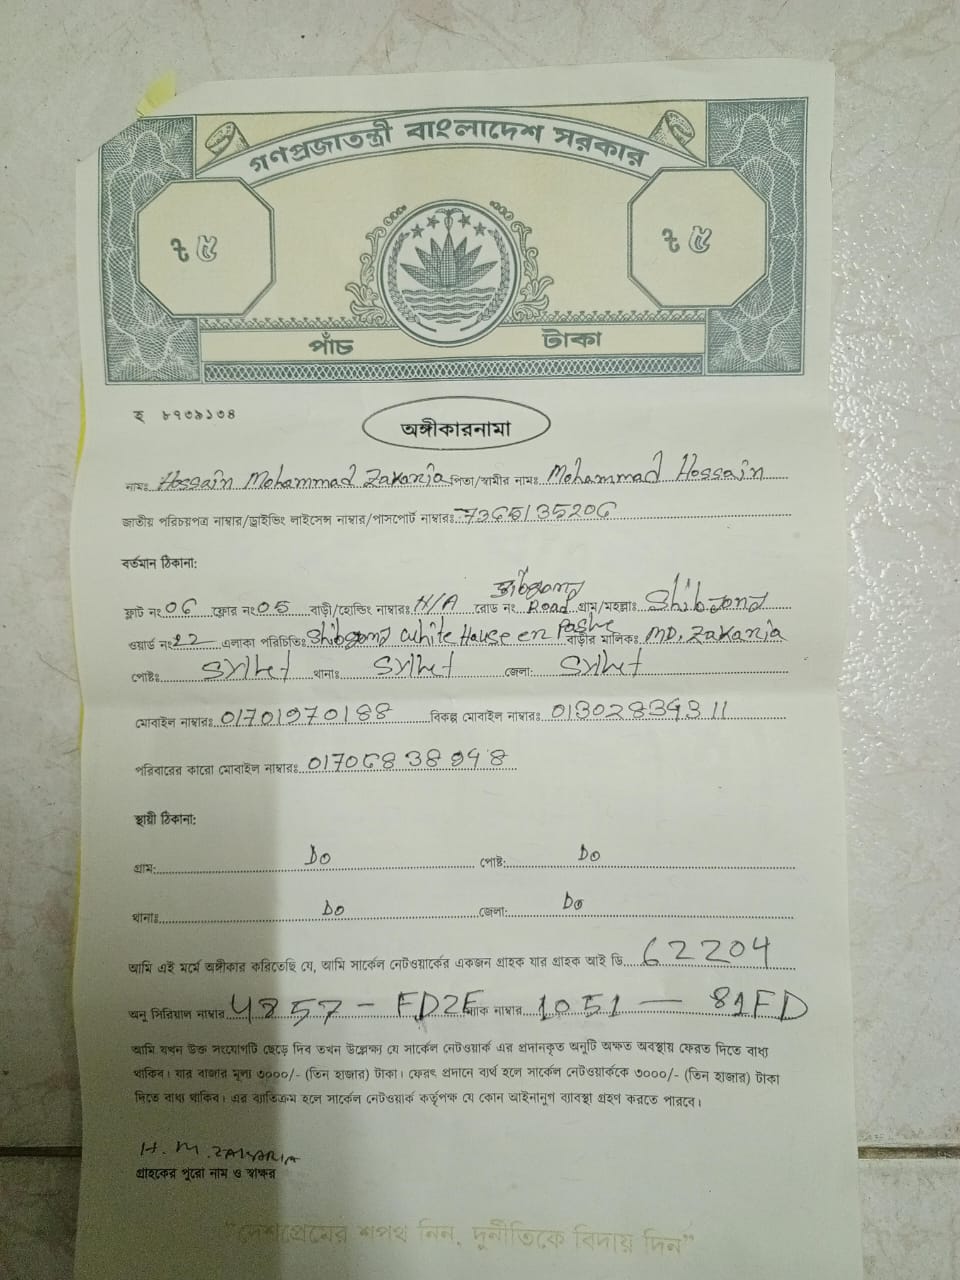 গণপ্রজাতন্ত্রী বাংলাদেশ সরকার
৳ ৫ ৳ ৫
পাঁচ টাকা
হ ৮৭৩৯১৩৪
অঙ্গীকারনামা
নামঃ Hossain Mohammad Zakaria পিতা/স্বামীর নামঃ Mohammad Hossain
জাতীয় পরিচয়পত্র নাম্বার/ড্রাইভিং লাইসেন্স নাম্বার/পাসপোর্ট নাম্বারঃ
বর্তমান ঠিকানা:
ফ্লাট নং 06 ফ্লোর নং 05 বাড়ী/হোল্ডিং নাম্বারঃ N/A রোড নং Road গ্রাম/মহল্লাঃ Shibgonj
ওয়ার্ড নংঃ 22 এলাকা পরিচিতিঃ Shibgonj White House er Pashe বাড়ীর মালিকঃ MD. Zakaria
পোষ্টঃ Sylhet থানাঃ Sylhet জেলা: Sylhet
মোবাইল নাম্বারঃ 01701970188 বিকল্প মোবাইল নাম্বারঃ
পরিবারের কারো মোবাইল নাম্বারঃ
স্থায়ী ঠিকানা:
গ্রাম: Do পোষ্ট: Do
থানাঃ Do জেলা: Do
আমি এই মর্মে অঙ্গীকার করিতেছি যে, আমি সার্কেল নেটওয়ার্কের একজন গ্রাহক যার গ্রাহক আই ডি 62204
অনু সিরিয়াল নাম্বার 4857 - FD2F ম্যাক নাম্বার 1051 - 81FD
আমি যখন উক্ত সংযোগটি ছেড়ে দিব তখন উল্লেক্ষ্য যে সার্কেল নেটওয়ার্ক এর প্রদানকৃত অনুটি অক্ষত অবস্থায় ফেরত দিতে বাধ্য
থাকিব। যার বাজার মূল্য ৩০০০/- (তিন হাজার) টাকা। ফেরৎ প্রদানে ব্যর্থ হলে সার্কেল নেটওয়ার্ককে ৩০০০/- (তিন হাজার) টাকা
দিতে বাধ্য থাকিব। এর ব্যতিক্রম হলে সার্কেল নেটওয়ার্ক কর্তৃপক্ষ যে কোন আইনানুগ ব্যবস্থা গ্রহণ করতে পারবে।
H. M. ZAKARIA
গ্রাহকের পুরো নাম ও স্বাক্ষর
"দেশপ্রেমের শপথ নিন, দুর্নীতিকে বিদায় দিন"